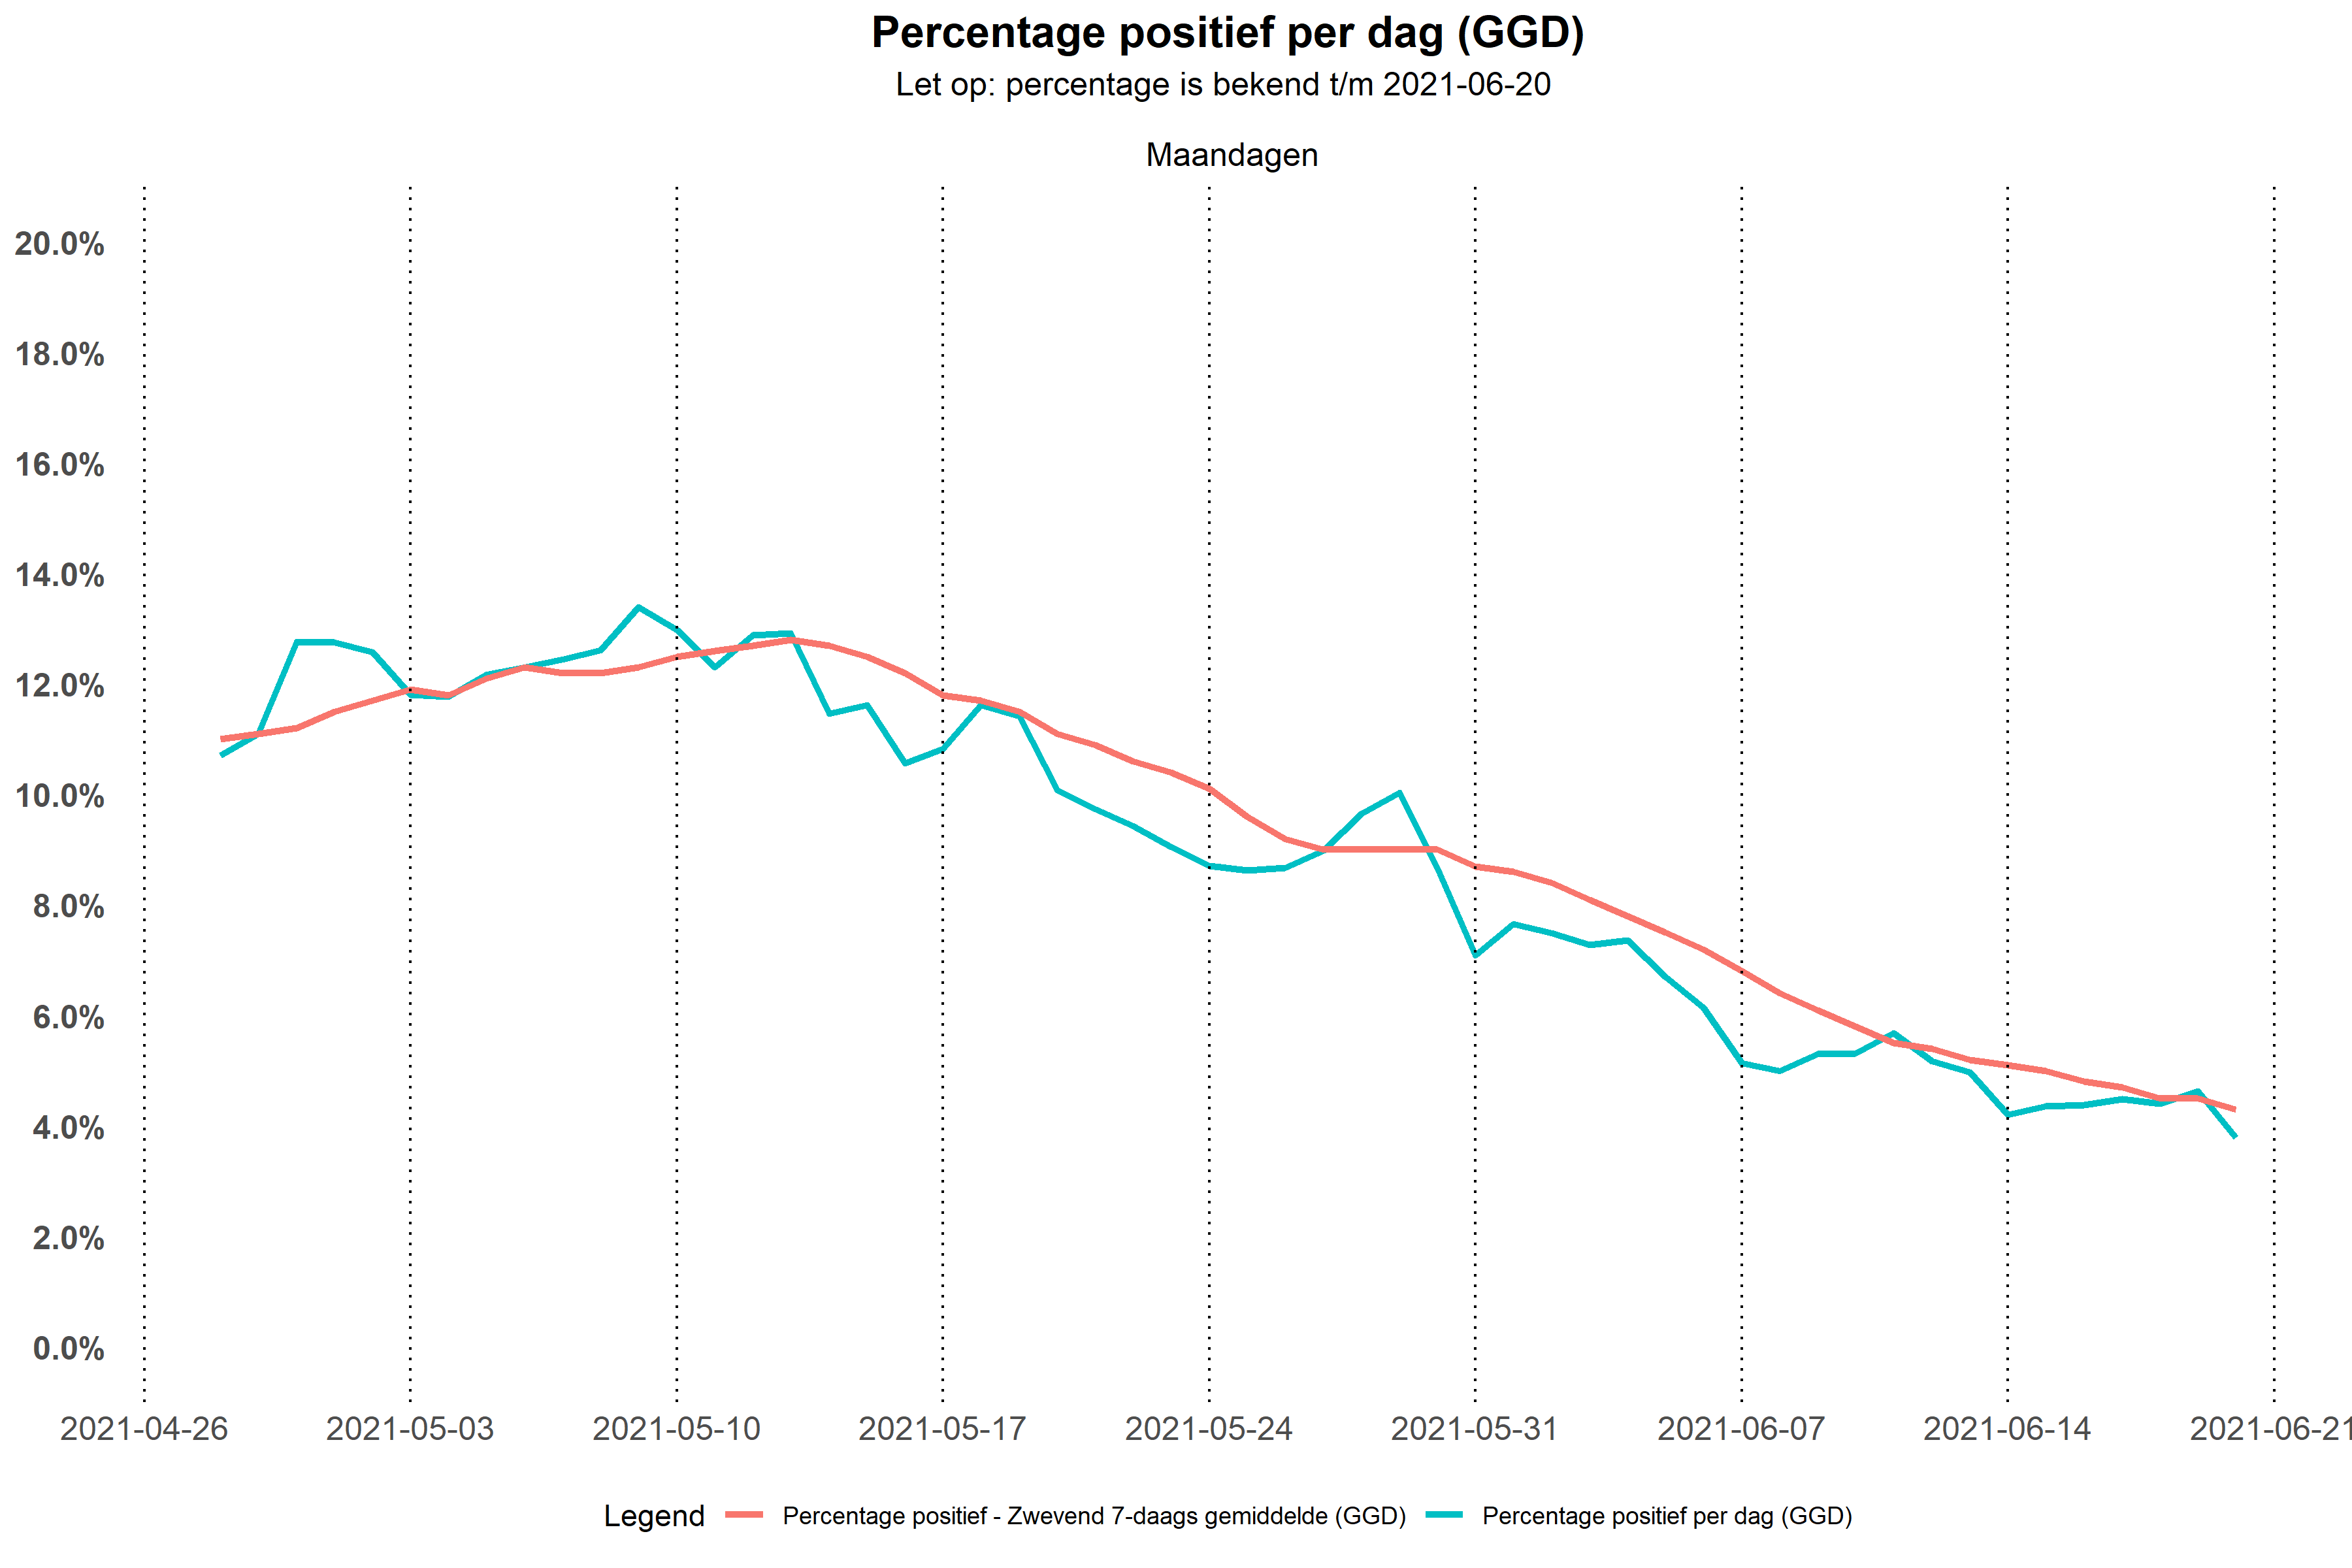 Percentage positief per dag (GGD)
Let op: percentage is bekend t/m 2021-06-20
Maandagen
20.0%
18.0%
16.0%
14.0%
12.0%
10.0%
8.0%
6.0%
4.0%
2.0%
0.0%
2021-04-26 2021-05-03 2021-05-10 2021-05-17 2021-05-24 2021-05-31 2021-06-07 2021-06-14 2021-06-21
Legend Percentage positief - Zwevend 7-daags gemiddelde (GGD) Percentage positief per dag (GGD)